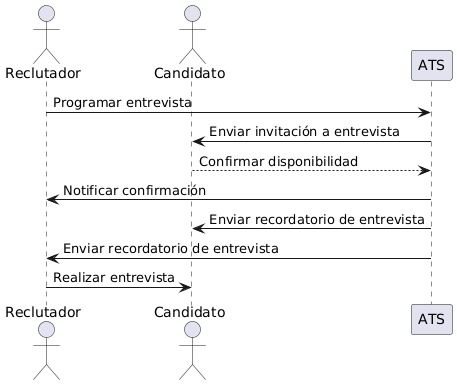 Reclutador
Candidato
ATS
Programar entrevista
Enviar invitación a entrevista
Confirmar disponibilidad
Notificar confirmación
Enviar recordatorio de entrevista
Enviar recordatorio de entrevista
Realizar entrevista
Reclutador
Candidato
ATS